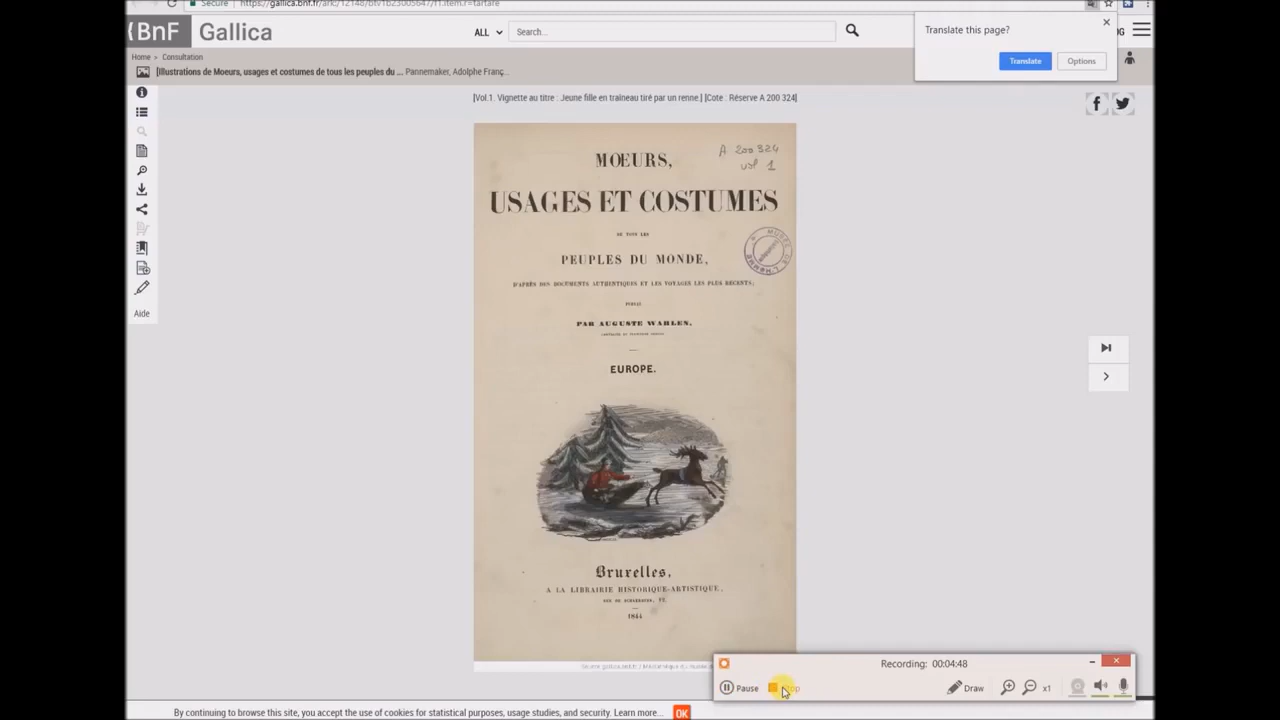 Secure https://gallica.bnf.fr/ark:/12148/btv1b23005647/f1.item.r=tartare
BnF Gallica
ALL Search...
Translate this page?
Translate Options
Home > Consultation
[Illustrations de Moeurs, usages et costumes de tous les peuples du ... Pannemaker, Adolphe Franç...
[Vol.1. Vignette au titre : Jeune fille en traîneau tiré par un renne.] [Cote : Réserve A 200 324]
A 200 324
vol 1
MŒURS,
USAGES ET COSTUMES
DE TOUS LES
PEUPLES DU MONDE,
D'APRÈS DES DOCUMENTS AUTHENTIQUES ET LES VOYAGES LES PLUS RÉCENTS;
PUBLIÉ
PAR AUGUSTE WAHLEN,
EUROPE.
Bruxelles,
A LA LIBRAIRIE HISTORIQUE-ARTISTIQUE,
1844
Aide
Recording: 00:04:48
Pause
Draw
x1
By continuing to browse this site, you accept the use of cookies for statistical purposes, usage studies, and security. Learn more... OK